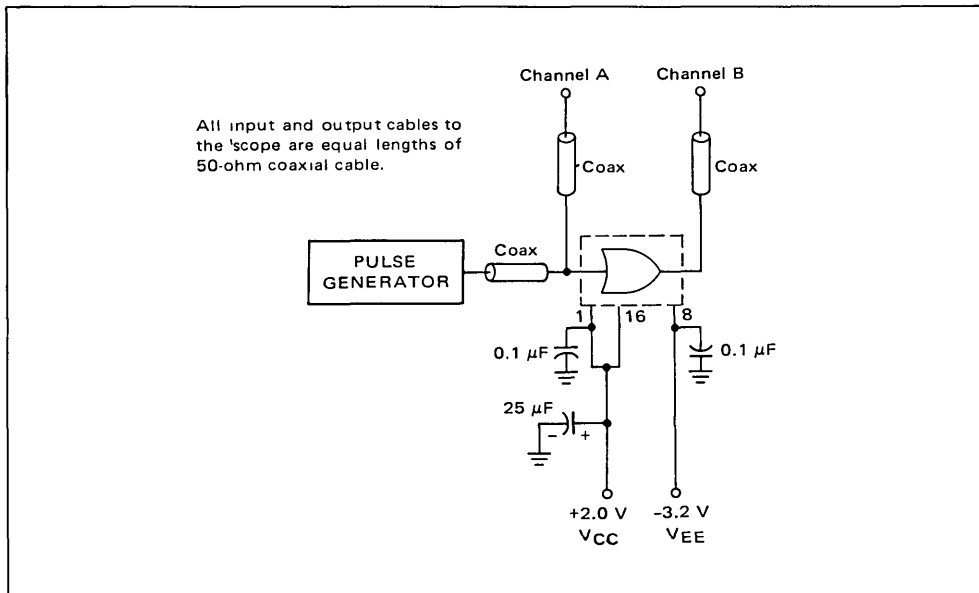 Channel A
Channel B
All input and output cables to
the 'scope are equal lengths of
50-ohm coaxial cable.
Coax
Coax
Coax
PULSE
GENERATOR
1
16
8
0.1 μF
0.1 μF
25 μF
−
+
+2.0 V
−3.2 V
VCC
VEE